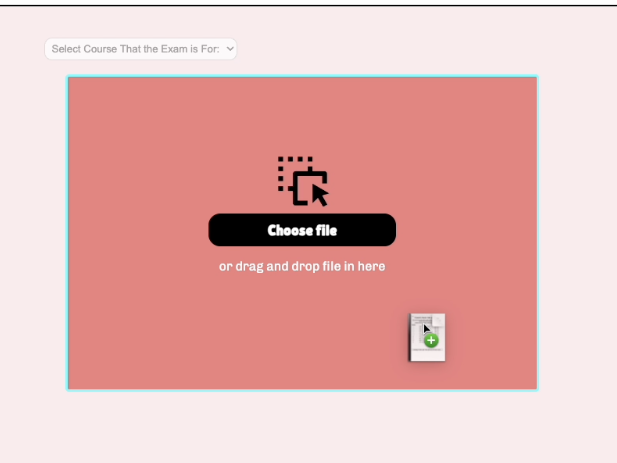 Select Course That the Exam is For:
Choose file
or drag and drop file in here